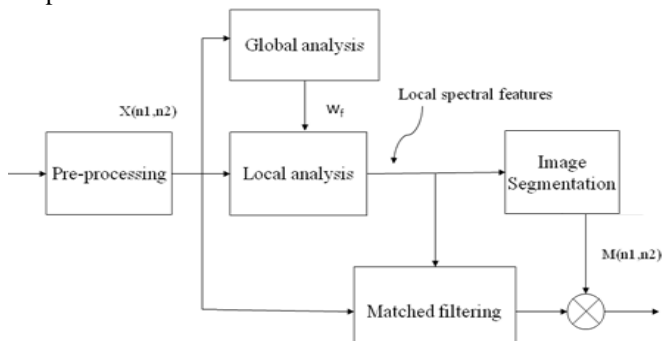 Global analysis
X(n1,n2)
Local spectral features
Wf
Pre-processing
Local analysis
Image
Segmentation
M(n1,n2)
Matched filtering